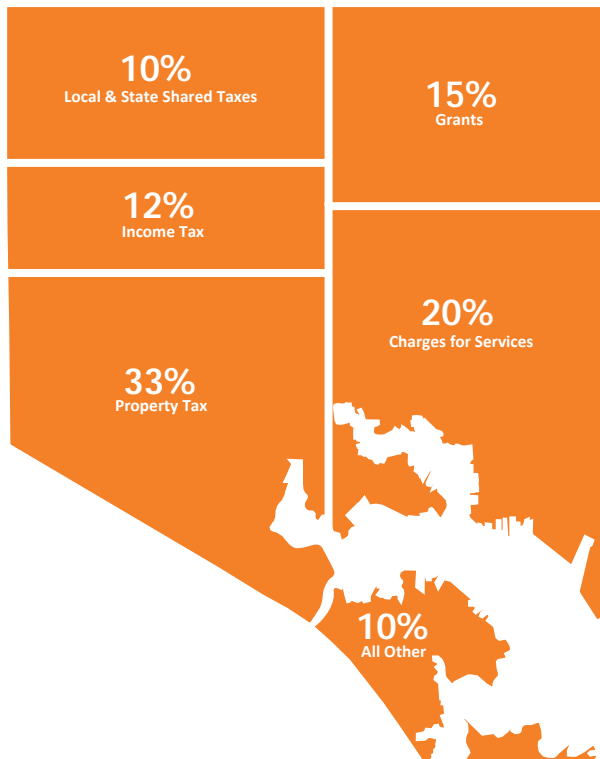 10%
Local & State Shared Taxes
15%
Grants
12%
Income Tax
20%
Charges for Services
33%
Property Tax
10%
All Other